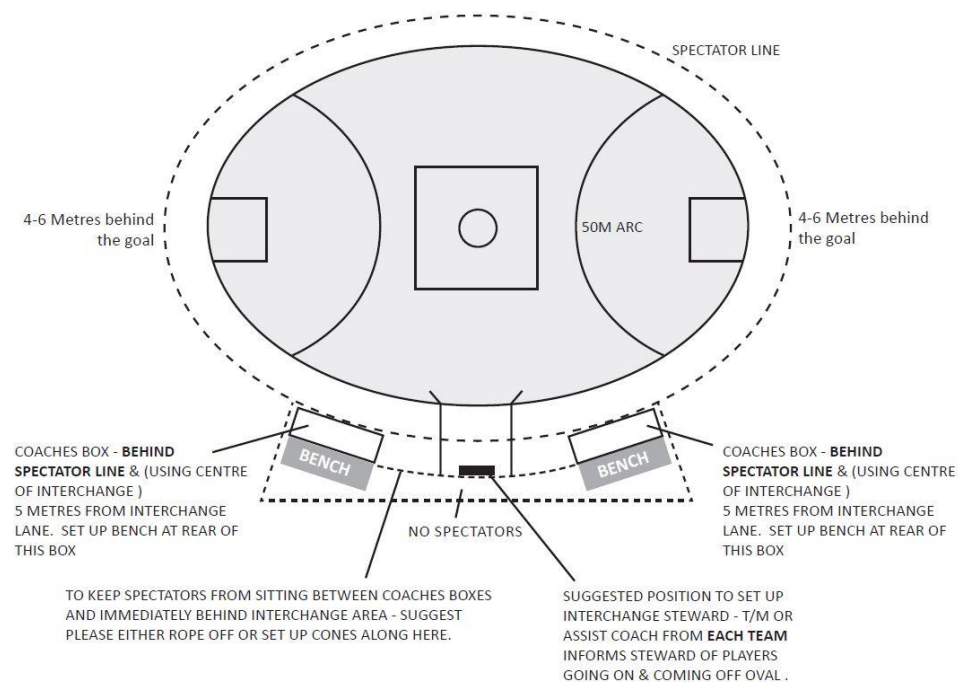 SPECTATOR LINE
4-6 Metres behind
the goal
50M ARC
4-6 Metres behind
the goal
COACHES BOX - BEHIND
SPECTATOR LINE & (USING CENTRE
OF INTERCHANGE )
5 METRES FROM INTERCHANGE
LANE. SET UP BENCH AT REAR OF
THIS BOX
BENCH
BENCH
COACHES BOX - BEHIND
SPECTATOR LINE & (USING CENTRE
OF INTERCHANGE )
5 METRES FROM INTERCHANGE
LANE. SET UP BENCH AT REAR OF
THIS BOX
NO SPECTATORS
TO KEEP SPECTATORS FROM SITTING BETWEEN COACHES BOXES
AND IMMEDIATELY BEHIND INTERCHANGE AREA - SUGGEST
PLEASE EITHER ROPE OFF OR SET UP CONES ALONG HERE.
SUGGESTED POSITION TO SET UP
INTERCHANGE STEWARD - T/M OR
ASSIST COACH FROM EACH TEAM
INFORMS STEWARD OF PLAYERS
GOING ON & COMING OFF OVAL .